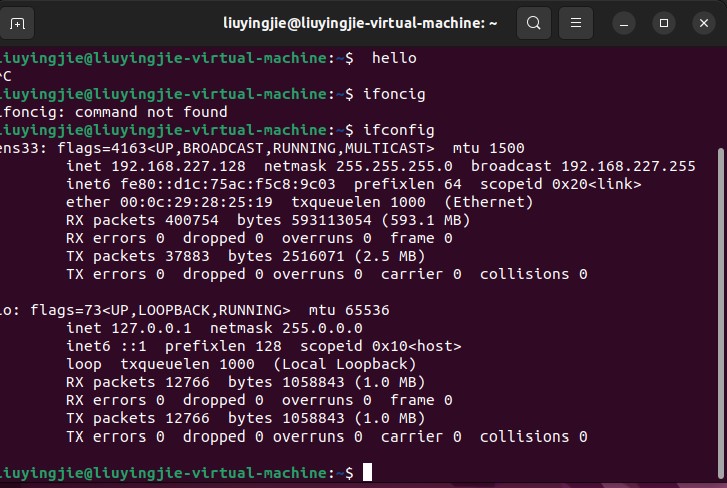 liuyingjie@liuyingjie-virtual-machine: ~
liuyingjie@liuyingjie-virtual-machine:~$  hello
^C
liuyingjie@liuyingjie-virtual-machine:~$ ifoncig
ifoncig: command not found
liuyingjie@liuyingjie-virtual-machine:~$ ifconfig
ens33: flags=4163<UP,BROADCAST,RUNNING,MULTICAST>  mtu 1500
inet 192.168.227.128  netmask 255.255.255.0  broadcast 192.168.227.255
inet6 fe80::d1c:75ac:f5c8:9c03  prefixlen 64  scopeid 0x20<link>
ether 00:0c:29:28:25:19  txqueuelen 1000  (Ethernet)
RX packets 400754  bytes 593113054 (593.1 MB)
RX errors 0  dropped 0  overruns 0  frame 0
TX packets 37883  bytes 2516071 (2.5 MB)
TX errors 0  dropped 0 overruns 0  carrier 0  collisions 0
lo: flags=73<UP,LOOPBACK,RUNNING>  mtu 65536
inet 127.0.0.1  netmask 255.0.0.0
inet6 ::1  prefixlen 128  scopeid 0x10<host>
loop  txqueuelen 1000  (Local Loopback)
RX packets 12766  bytes 1058843 (1.0 MB)
RX errors 0  dropped 0  overruns 0  frame 0
TX packets 12766  bytes 1058843 (1.0 MB)
TX errors 0  dropped 0 overruns 0  carrier 0  collisions 0
liuyingjie@liuyingjie-virtual-machine:~$